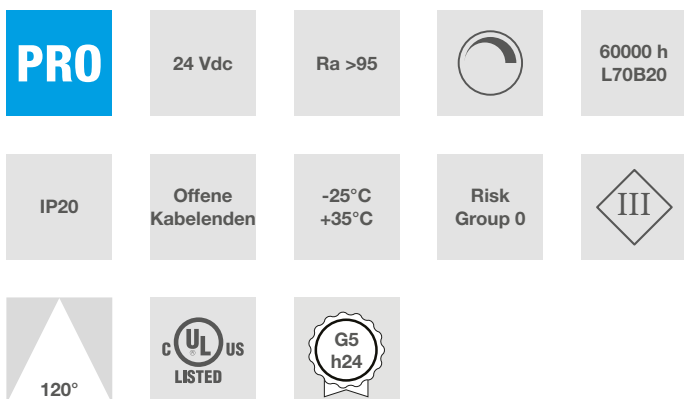 PRO
24 Vdc
Ra >95
60000 h
L70B20
IP20
Offene
Kabelenden
-25°C
+35°C
Risk
Group 0
III
120°
C UL US
®
LISTED
G5
h24